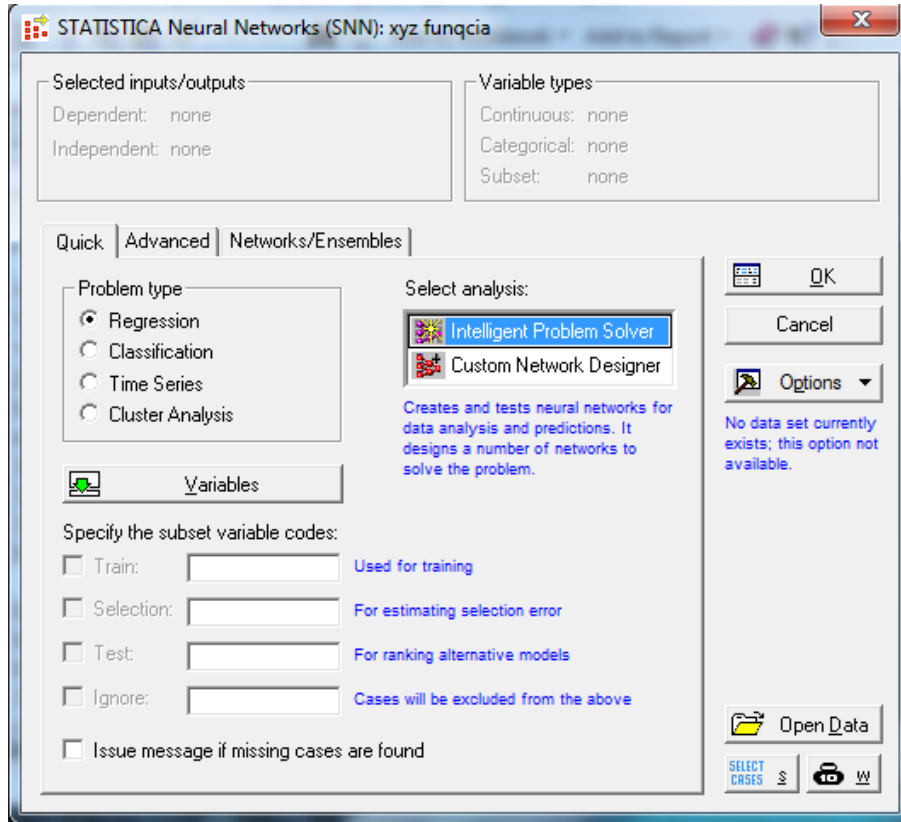 STATISTICA Neural Networks (SNN): xyz funqcia
Selected inputs/outputs
Dependent: none
Independent: none
Variable types
Continuous: none
Categorical: none
Subset: none
Quick
Advanced
Networks/Ensembles
Problem type
Regression
Classification
Time Series
Cluster Analysis
Variables
Select analysis:
Intelligent Problem Solver
Custom Network Designer
Creates and tests neural networks for
data analysis and predictions. It
designs a number of networks to
solve the problem.
Specify the subset variable codes:
Train:
Used for training
Selection:
For estimating selection error
Test:
For ranking alternative models
Ignore:
Cases will be excluded from the above
Issue message if missing cases are found
OK
Cancel
Options
No data set currently
exists; this option not
available.
Open Data
SELECT
CASES
S
W